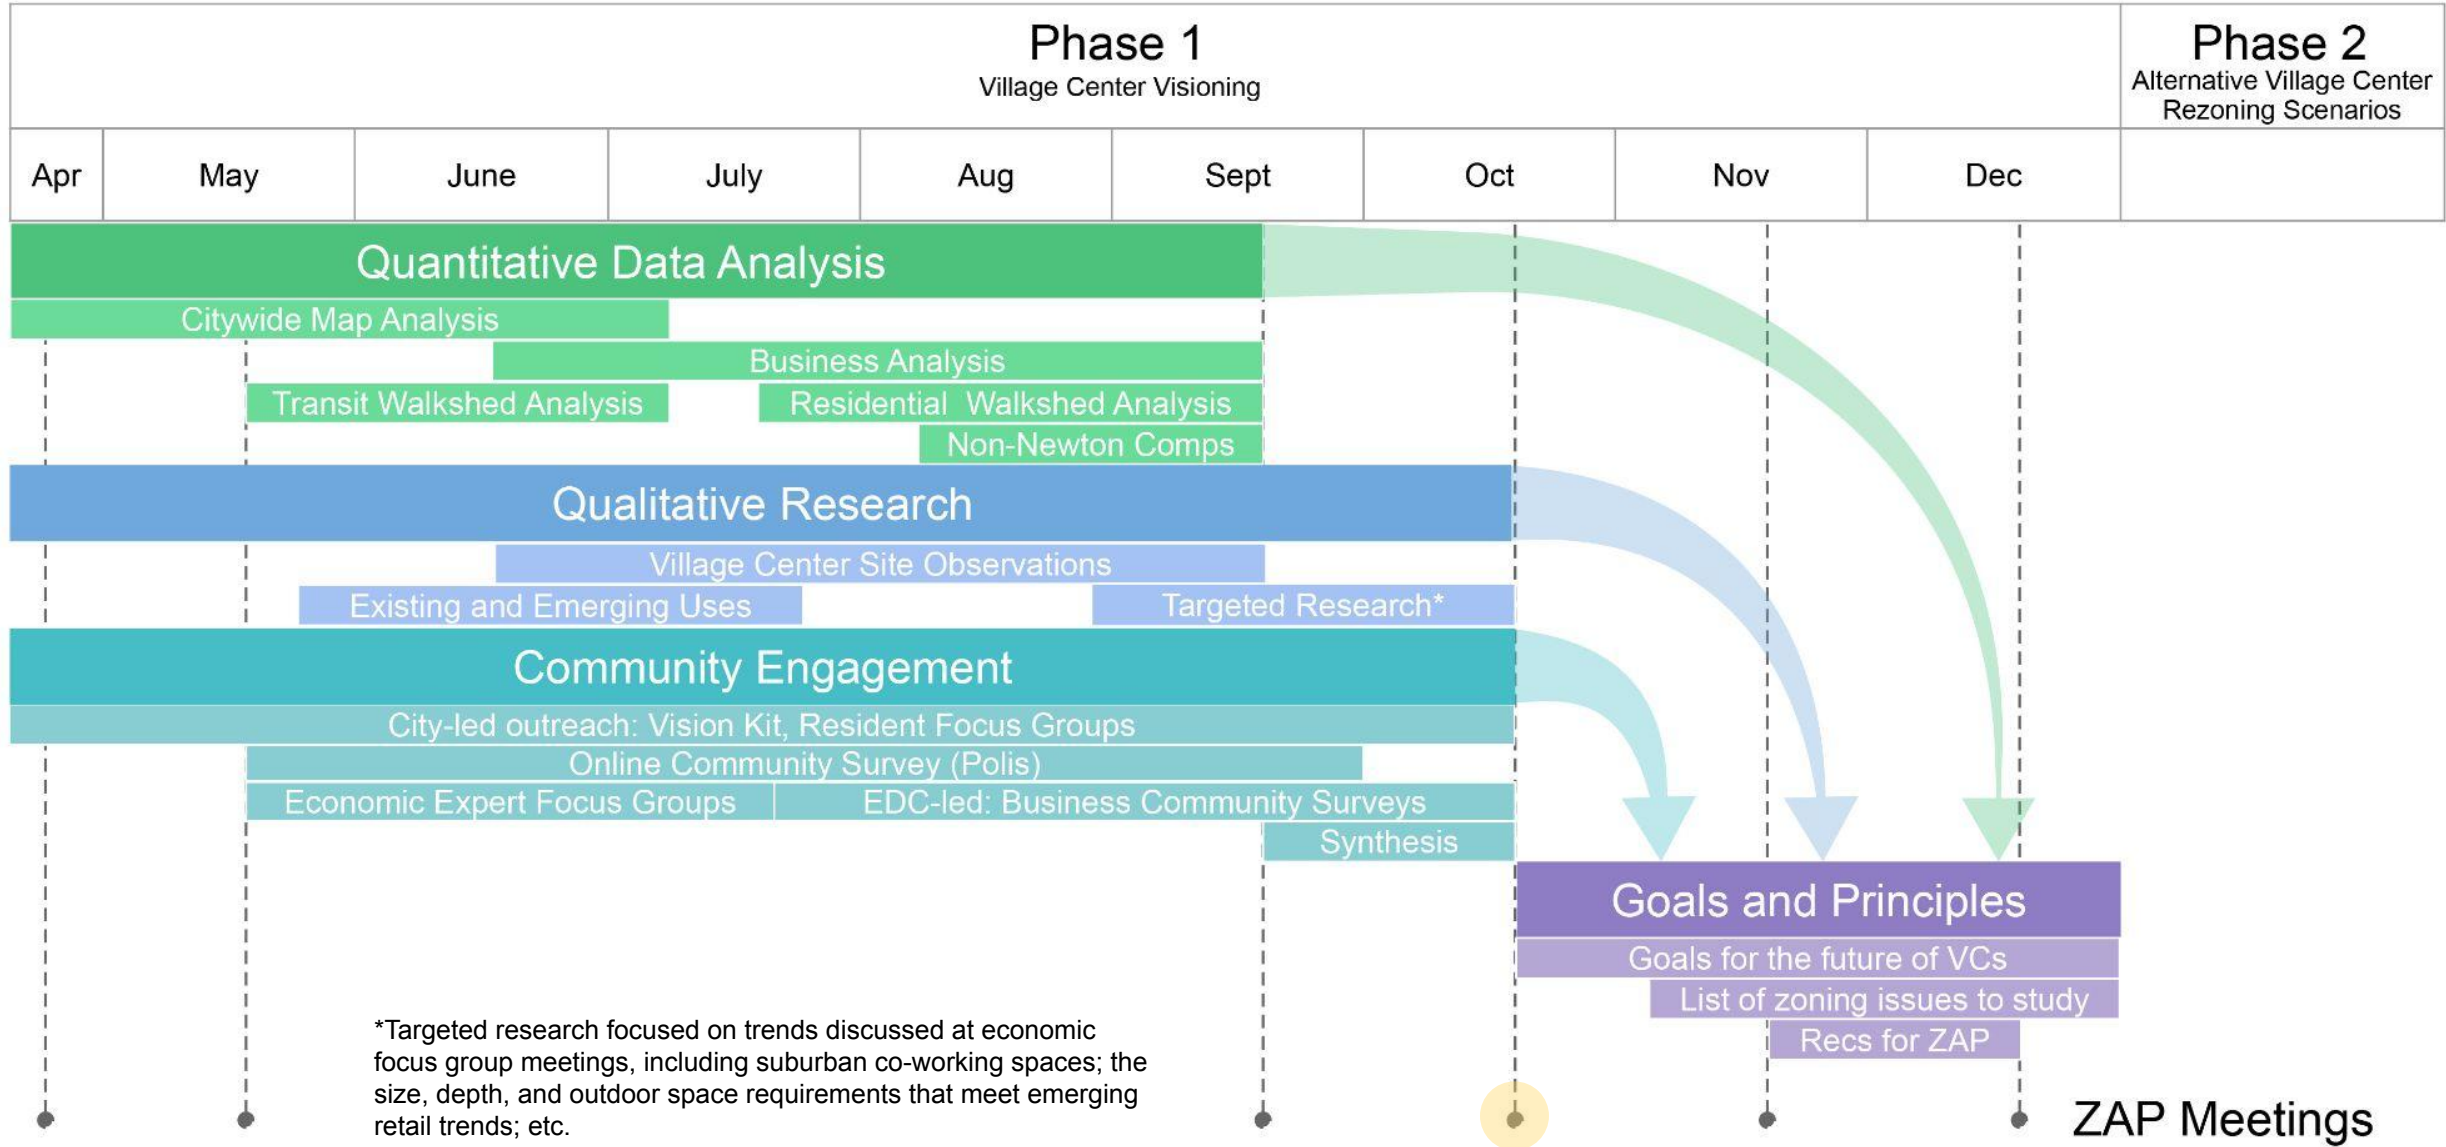 Phase 1
Village Center Visioning
Phase 2
Alternative Village Center
Rezoning Scenarios
Apr
May
June
July
Aug
Sept
Oct
Nov
Dec
Quantitative Data Analysis
Citywide Map Analysis
Business Analysis
Transit Walkshed Analysis
Residential Walkshed Analysis
Non-Newton Comps
Qualitative Research
Village Center Site Observations
Existing and Emerging Uses
Targeted Research*
Community Engagement
City-led outreach: Vision Kit, Resident Focus Groups
Online Community Survey (Polis)
Economic Expert Focus Groups
EDC-led: Business Community Surveys
Synthesis
Goals and Principles
Goals for the future of VCs
List of zoning issues to study
Recs for ZAP
*Targeted research focused on trends discussed at economic
focus group meetings, including suburban co-working spaces; the
size, depth, and outdoor space requirements that meet emerging
retail trends; etc.
ZAP Meetings